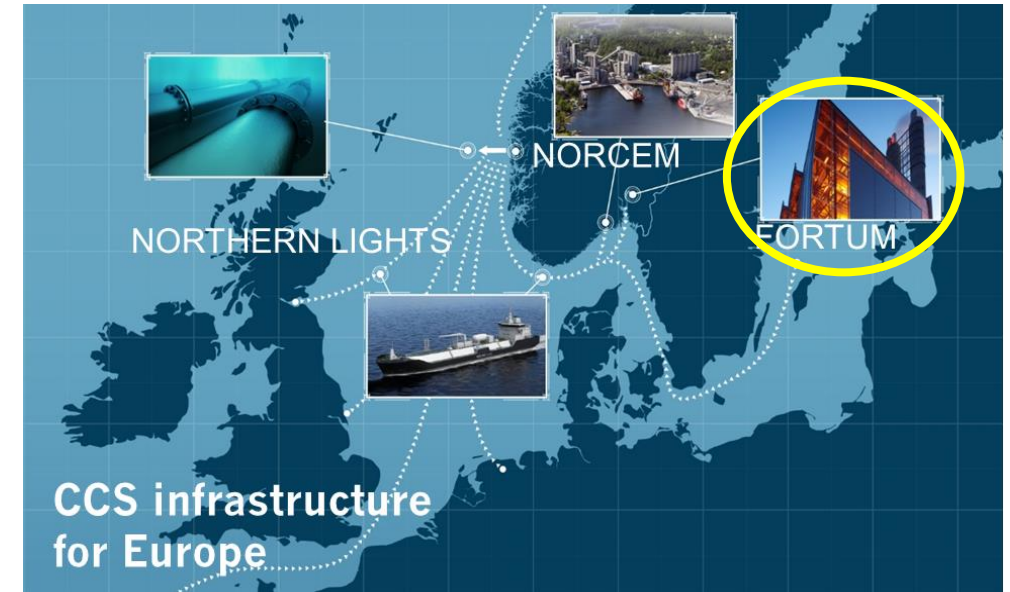 NORCEM
FORTUM
NORTHERN LIGHTS
CCS infrastructure
for Europe